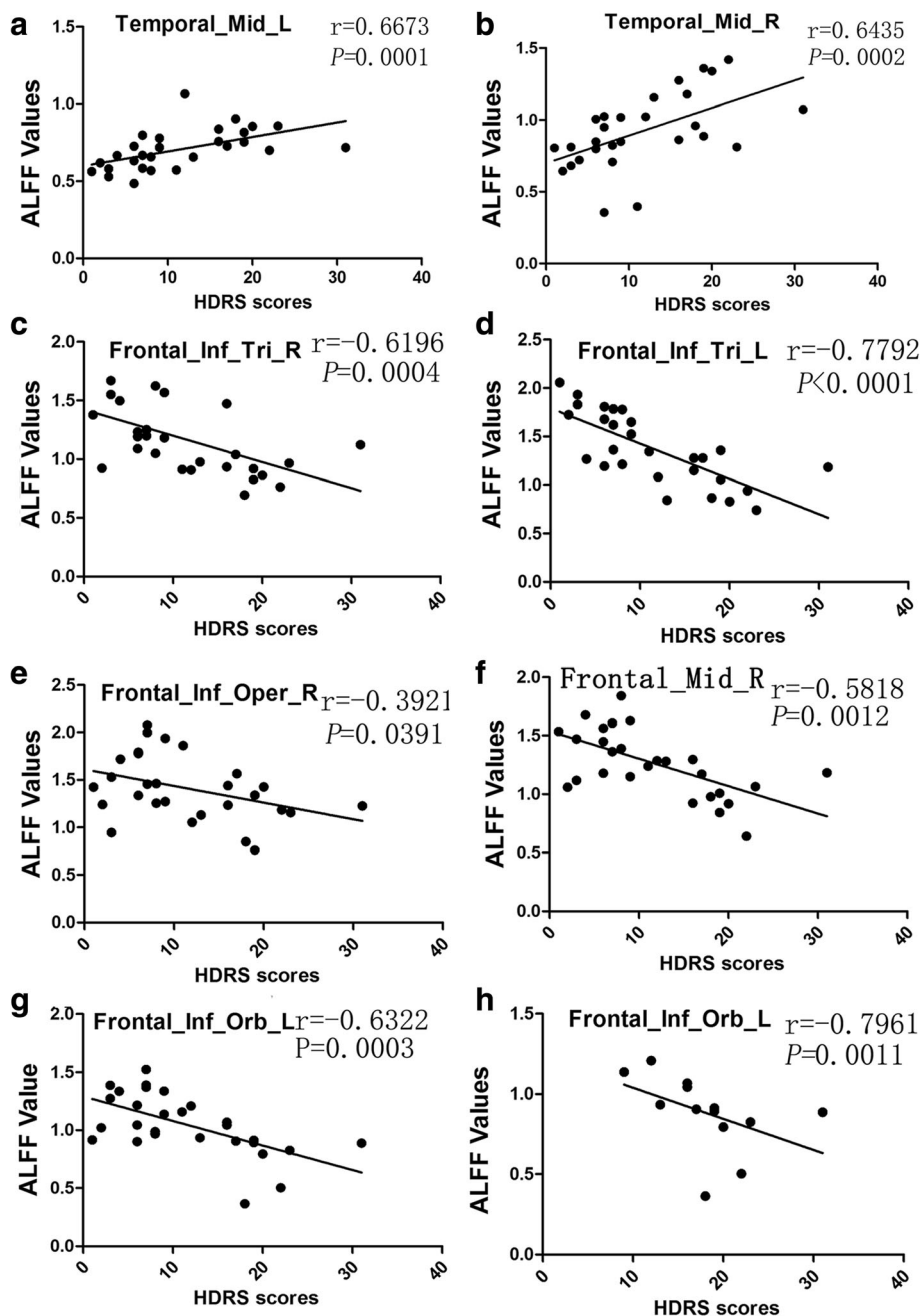 a
Temporal_Mid_L
r=0.6673
P=0.0001
ALFF Values
1.5
1.0
0.5
0.0
0 10 20 30 40
HDRS scores
b
Temporal_Mid_R
r=0.6435
P=0.0002
ALFF Values
1.5
1.0
0.5
0.0
0 10 20 30 40
HDRS scores
c
Frontal_Inf_Tri_R
r=-0.6196
P=0.0004
ALFF Values
2.0
1.5
1.0
0.5
0.0
0 10 20 30 40
HDRS scores
d
Frontal_Inf_Tri_L
r=-0.7792
P<0.0001
ALFF Values
2.5
2.0
1.5
1.0
0.5
0.0
0 10 20 30 40
HDRS scores
e
Frontal_Inf_Oper_R
r=-0.3921
P=0.0391
ALFF Values
2.5
2.0
1.5
1.0
0.5
0.0
0 10 20 30 40
HDRS scores
f
Frontal_Mid_R
r=-0.5818
P=0.0012
ALFF Values
2.0
1.5
1.0
0.5
0.0
0 10 20 30 40
HDRS scores
g
Frontal_Inf_Orb_L
r=-0.6322
P=0.0003
ALFF Value
2.0
1.5
1.0
0.5
0.0
0 10 20 30 40
HDRS scores
h
Frontal_Inf_Orb_L
r=-0.7961
P=0.0011
ALFF Values
1.5
1.0
0.5
0.0
0 10 20 30 40
HDRS scores